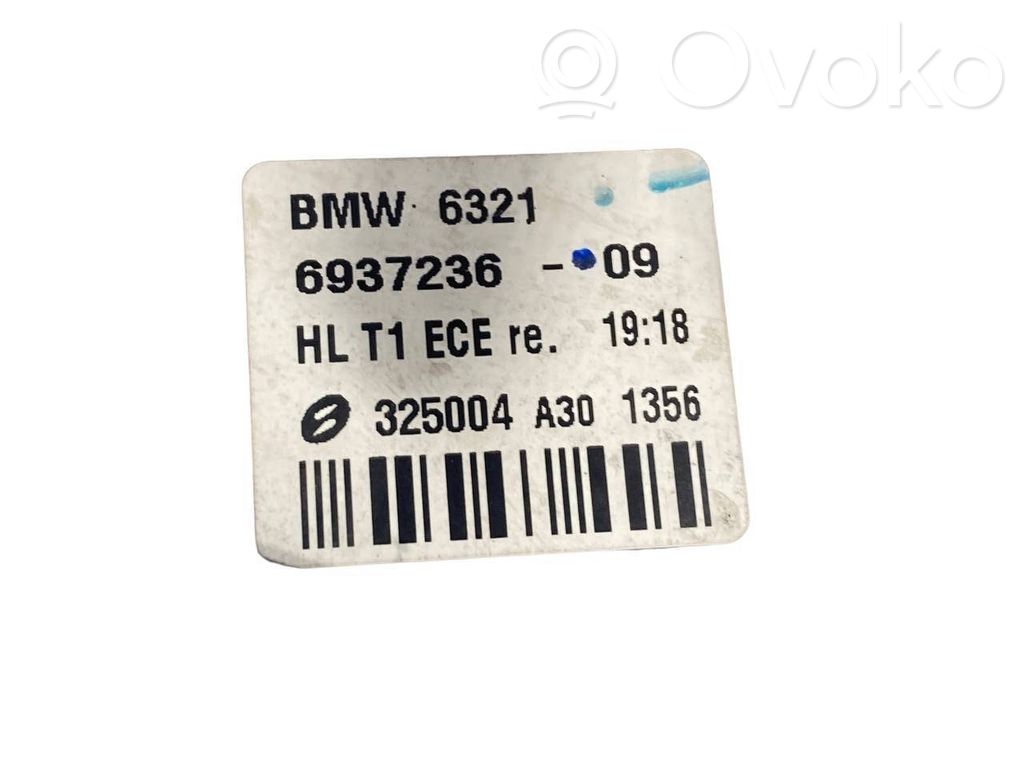 Ovoko
BMW 6321
6937236 - 09
HL T1 ECE re. 19:18
325004 A30 1356